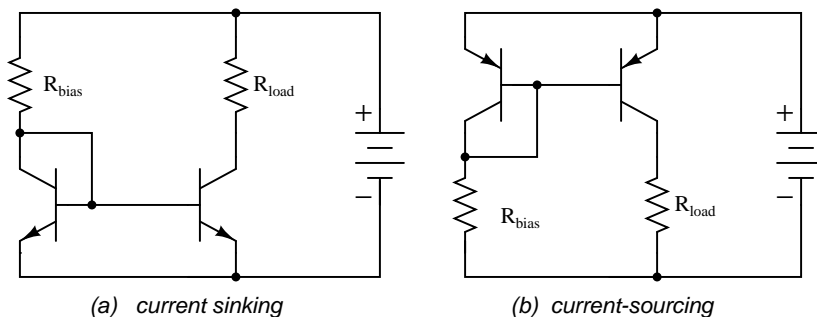 R_bias
R_load
+
−
(a) current sinking
+
−
R_bias
R_load
(b) current-sourcing